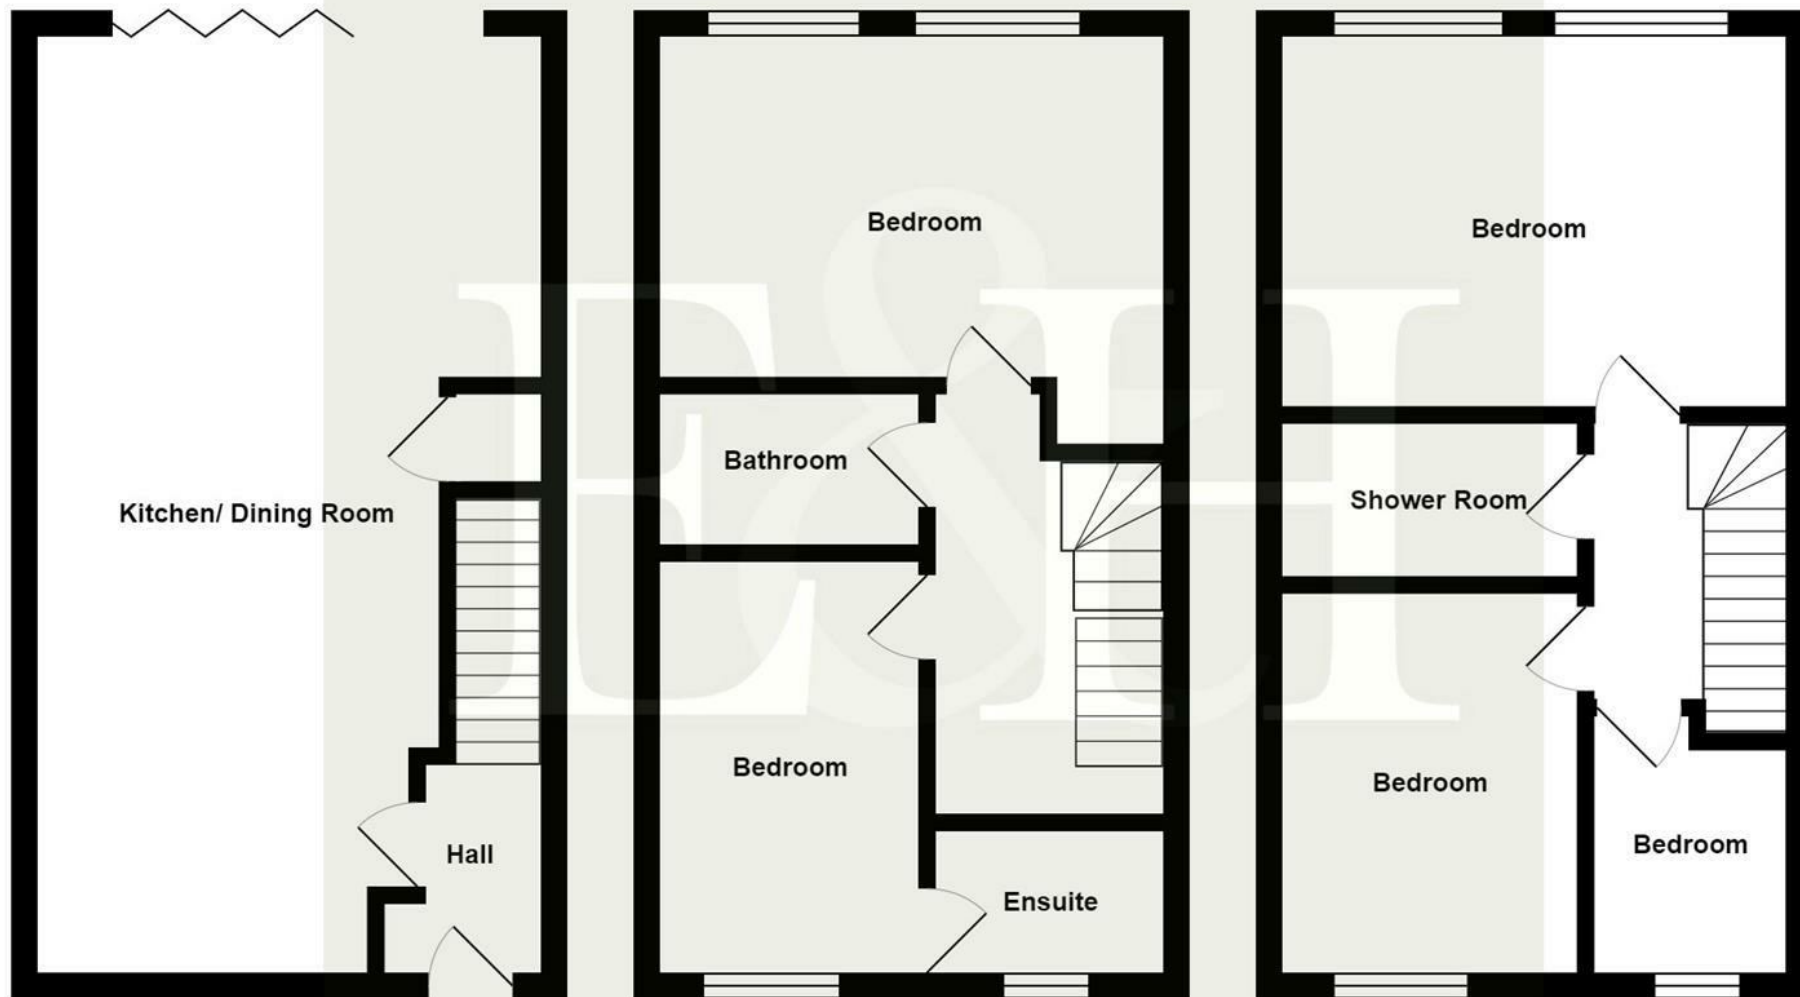 Kitchen/ Dining Room
Hall
Bedroom
Bathroom
Bedroom
Ensuite
Bedroom
Shower Room
Bedroom
Bedroom
E&H